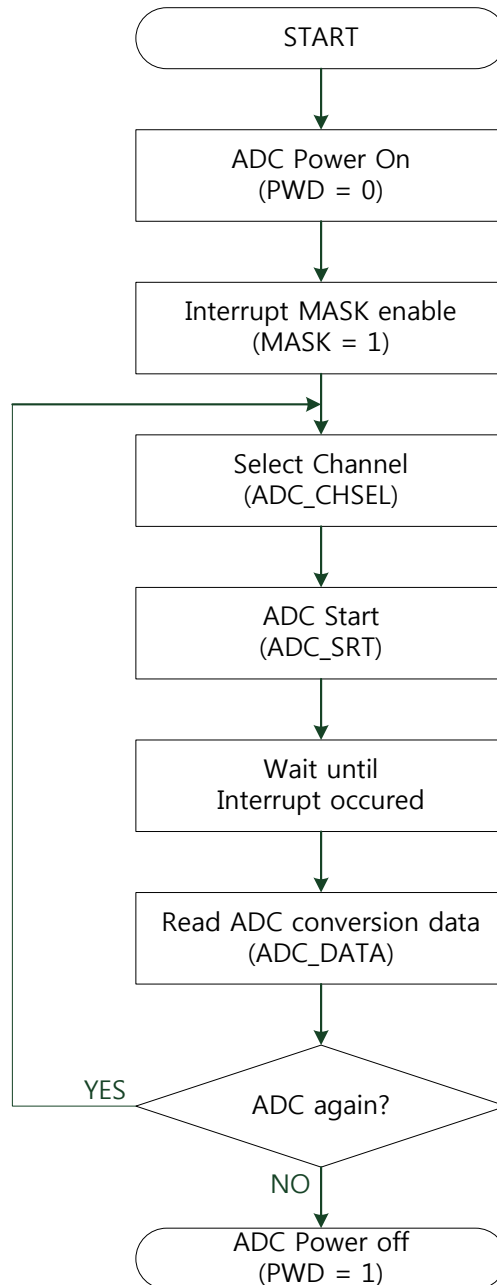 START
ADC Power On
(PWD = 0)
Interrupt MASK enable
(MASK = 1)
Select Channel
(ADC_CHSEL)
ADC Start
(ADC_SRT)
Wait until
Interrupt occured
Read ADC conversion data
(ADC_DATA)
YES
ADC again?
NO
ADC Power off
(PWD = 1)